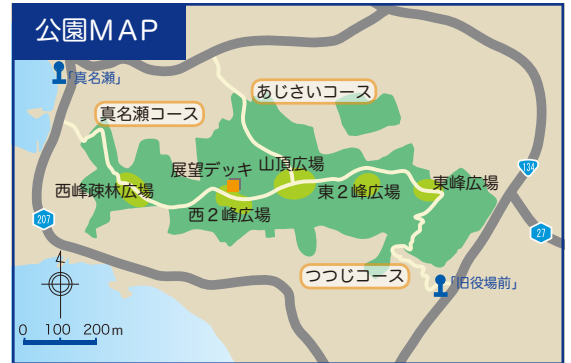 公園MAP
「真名瀬」
あじさいコース
真名瀬コース
134
展望デッキ
山頂広場
西峰疎林広場
西2峰広場
東2峰広場
東峰広場
207
27
つつじコース
「旧役場前」
4
0 100 200m